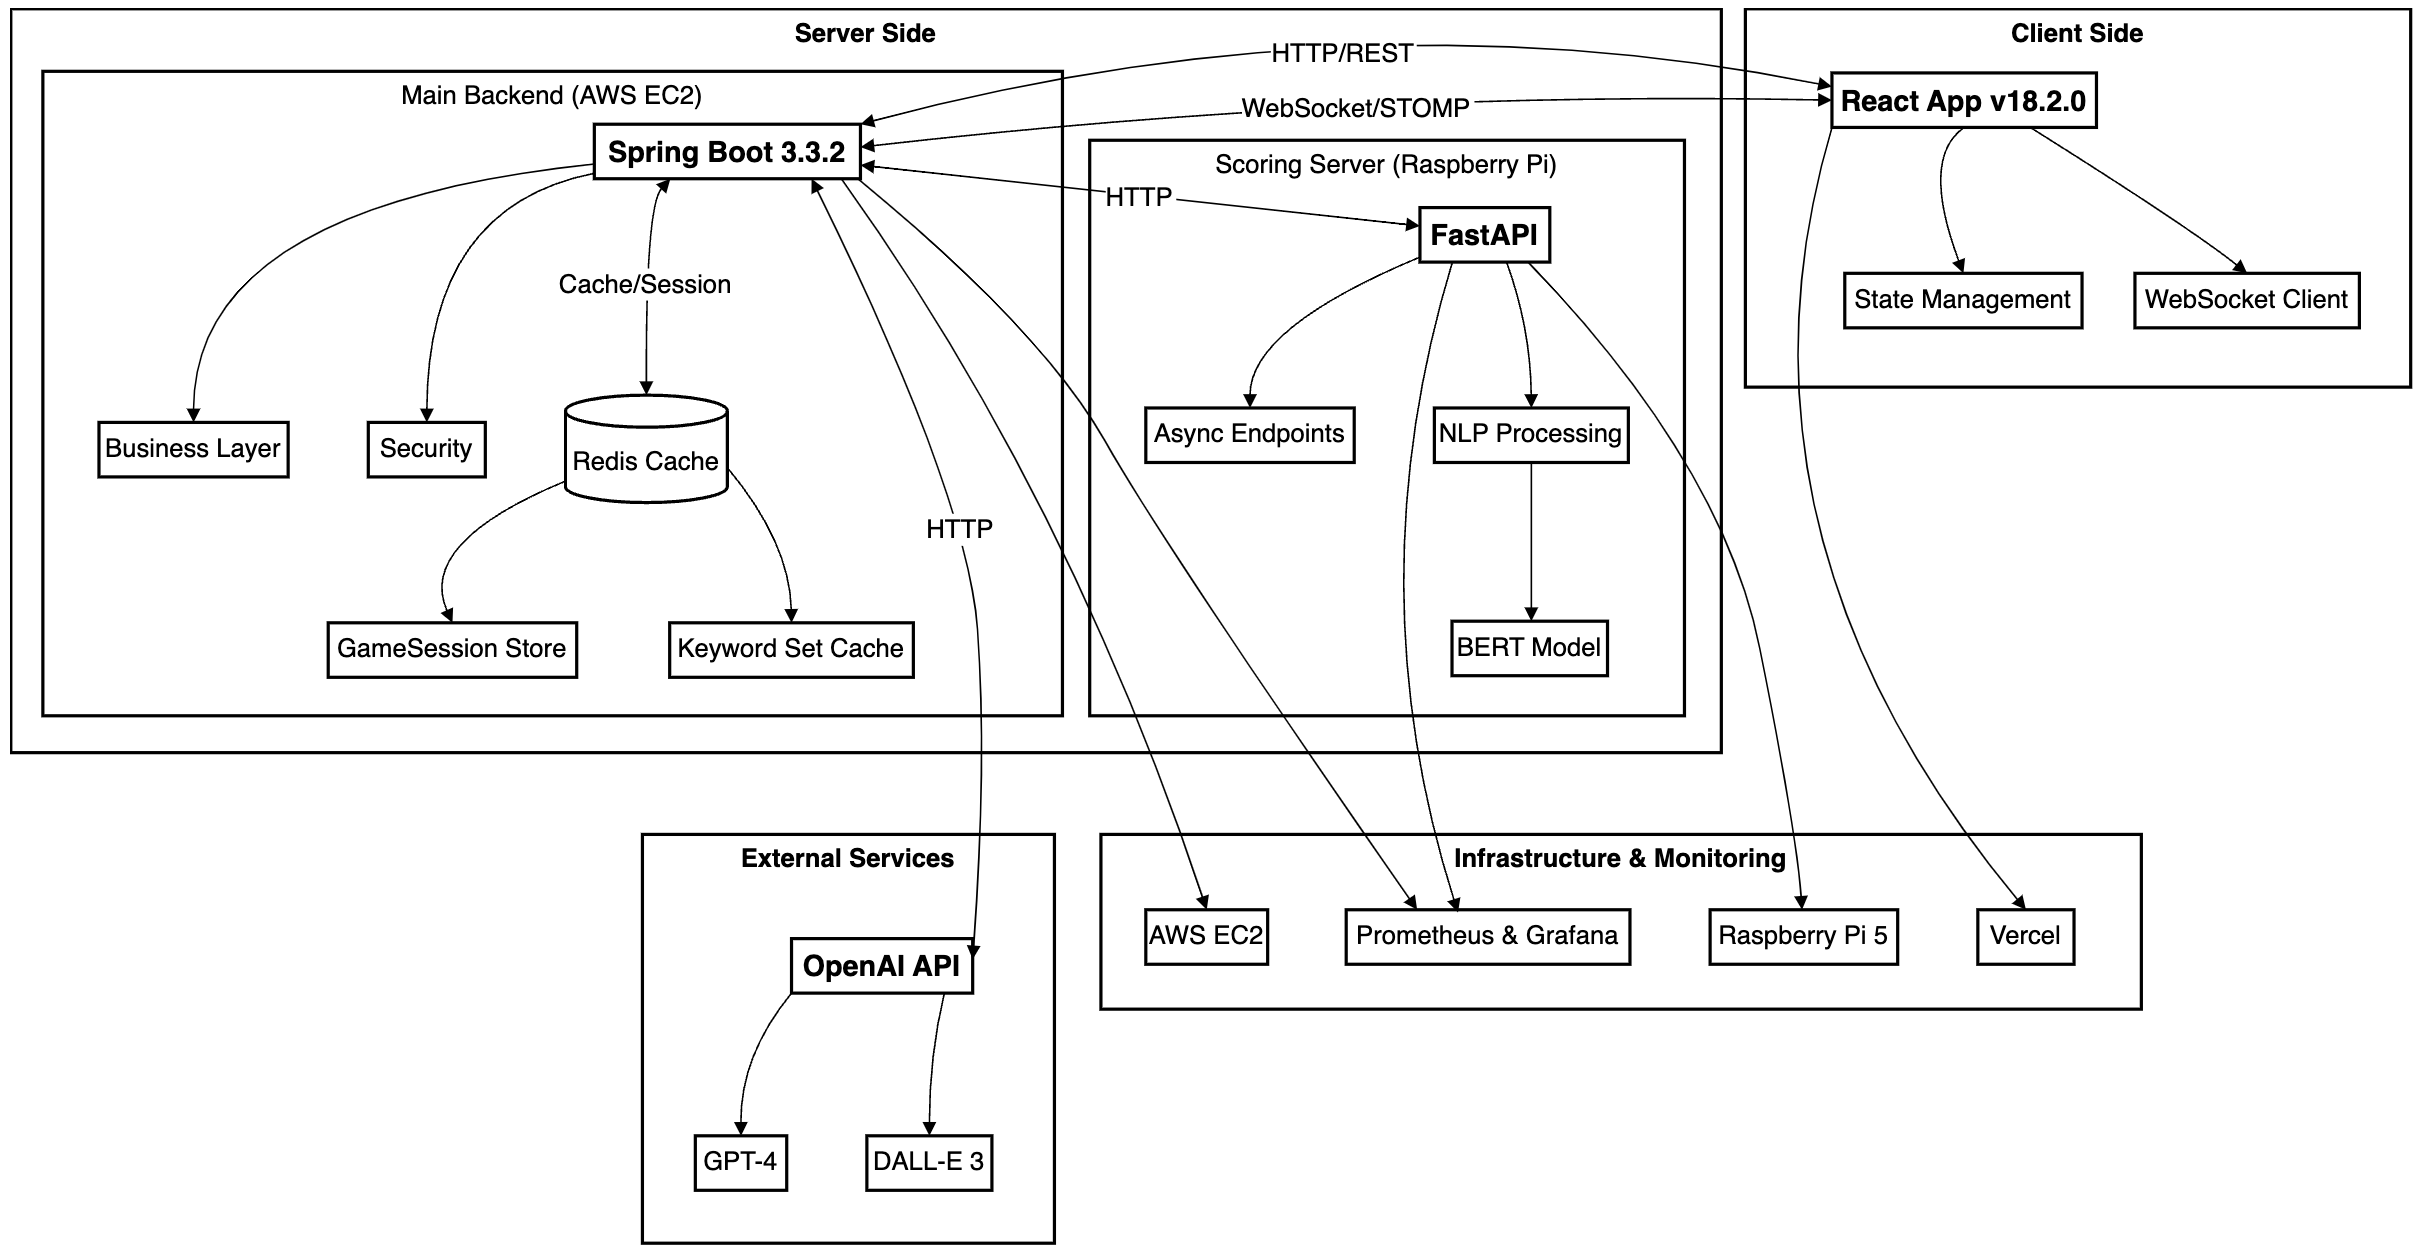 Server Side
Client Side
HTTP/REST
Main Backend (AWS EC2)
React App v18.2.0
WebSocket/STOMP
Spring Boot 3.3.2
Scoring Server (Raspberry Pi)
HTTP
FastAPI
Cache/Session
State Management
WebSocket Client
Business Layer
Security
Redis Cache
Async Endpoints
NLP Processing
HTTP
GameSession Store
Keyword Set Cache
BERT Model
External Services
Infrastructure & Monitoring
AWS EC2
Prometheus & Grafana
Raspberry Pi 5
Vercel
OpenAI API
GPT-4
DALL-E 3